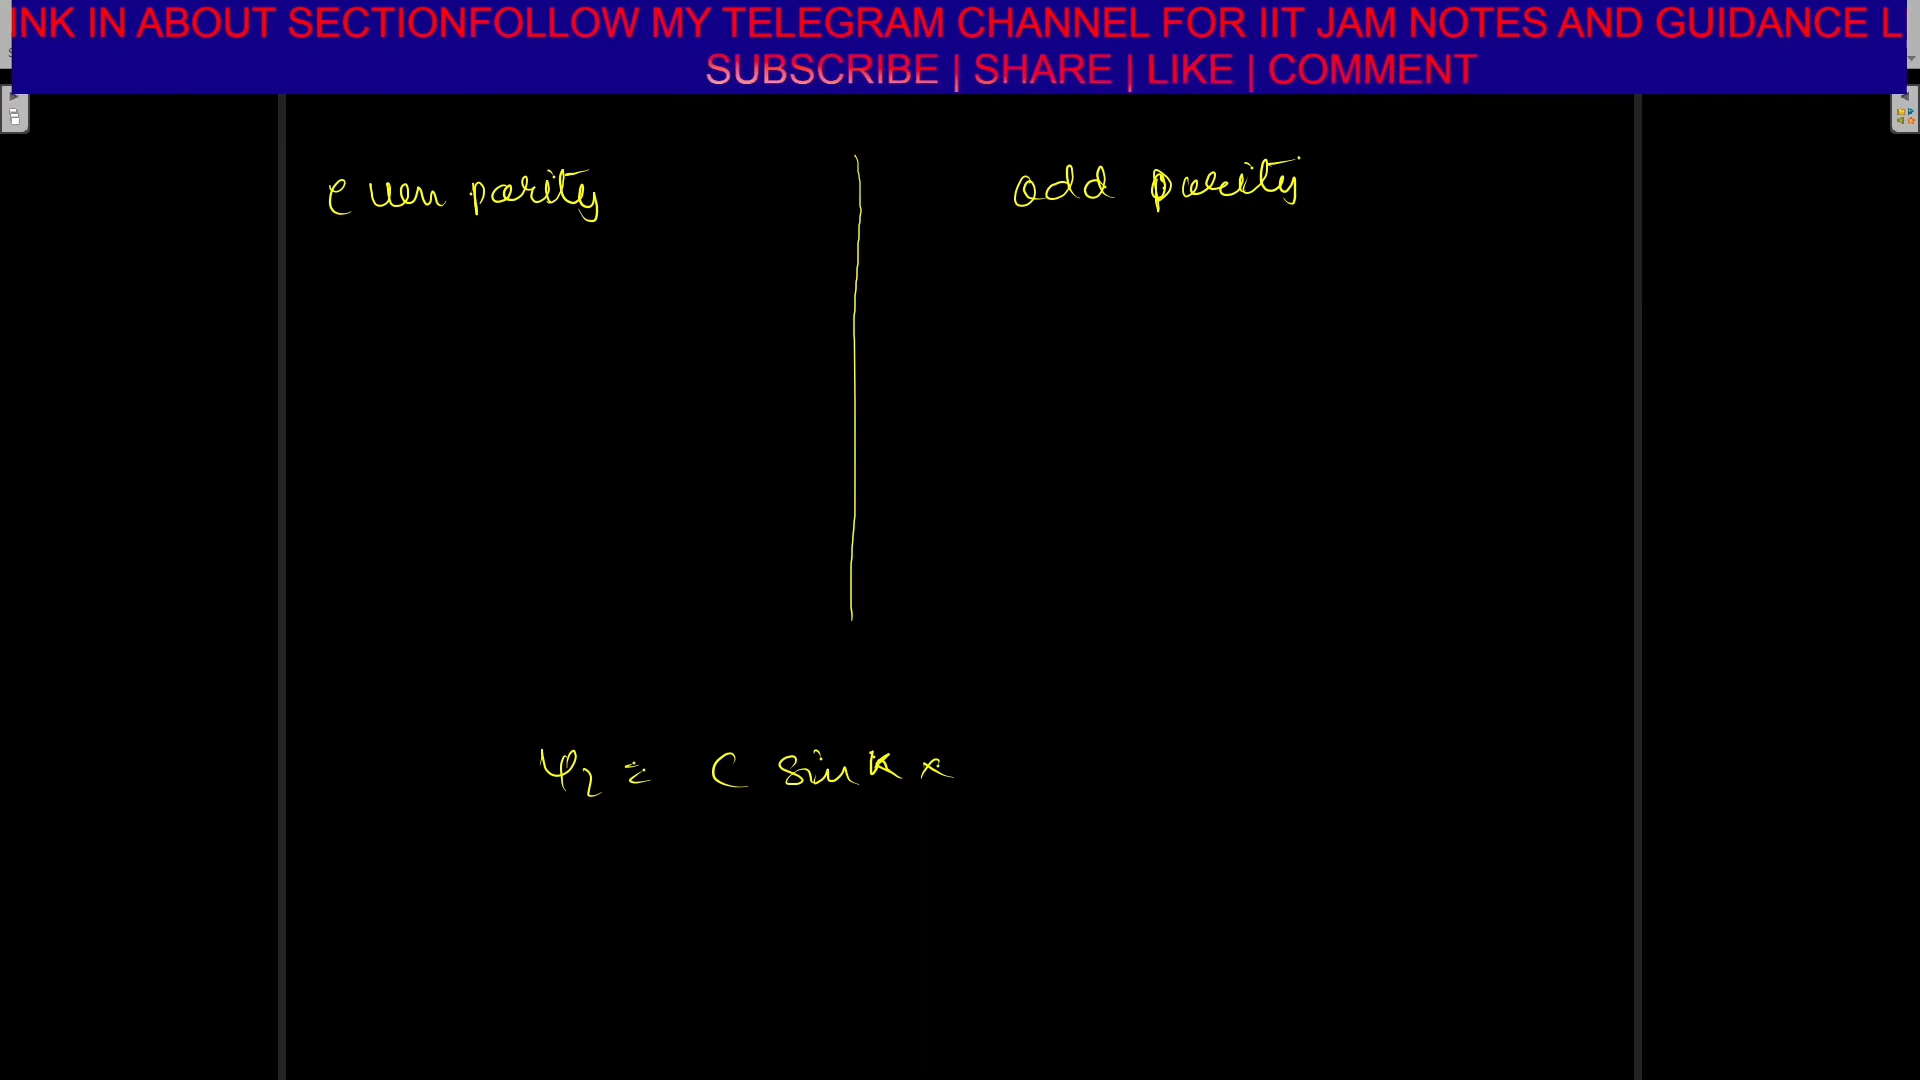 INK IN ABOUT SECTIONFOLLOW MY TELEGRAM CHANNEL FOR IIT JAM NOTES AND GUIDANCE L
SUBSCRIBE | SHARE | LIKE | COMMENT
even parity
odd parity
ψ₂ = C sin k x